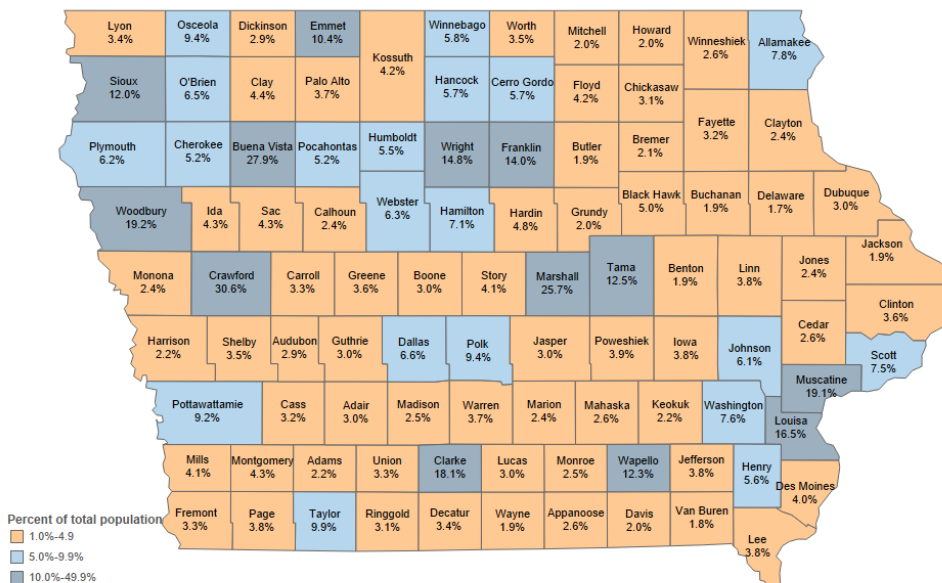 Lyon
3.4%
Osceola
9.4%
Dickinson
2.9%
Emmet
10.4%
Kossuth
4.2%
Winnebago
5.8%
Worth
3.5%
Mitchell
2.0%
Howard
2.0%
Winneshiek
2.6%
Allamakee
7.8%
Sioux
12.0%
O'Brien
6.5%
Clay
4.4%
Palo Alto
3.7%
Hancock
5.7%
Cerro Gordo
5.7%
Floyd
4.2%
Chickasaw
3.1%
Fayette
3.2%
Clayton
2.4%
Plymouth
6.2%
Cherokee
5.2%
Buena Vista
27.9%
Pocahontas
5.2%
Humboldt
5.5%
Wright
14.8%
Franklin
14.0%
Butler
1.9%
Bremer
2.1%
Woodbury
19.2%
Ida
4.3%
Sac
4.3%
Calhoun
2.4%
Webster
6.3%
Hamilton
7.1%
Hardin
4.8%
Grundy
2.0%
Black Hawk
5.0%
Buchanan
1.9%
Delaware
1.7%
Dubuque
3.0%
Monona
2.4%
Crawford
30.6%
Carroll
3.3%
Greene
3.6%
Boone
3.0%
Story
4.1%
Marshall
25.7%
Tama
12.5%
Benton
1.9%
Linn
3.8%
Jones
2.4%
Jackson
1.9%
Clinton
3.6%
Harrison
2.2%
Shelby
3.5%
Audubon
2.9%
Guthrie
3.0%
Dallas
6.6%
Polk
9.4%
Jasper
3.0%
Poweshiek
3.9%
Iowa
3.8%
Johnson
6.1%
Cedar
2.6%
Scott
7.5%
Muscatine
19.1%
Pottawattamie
9.2%
Cass
3.2%
Adair
3.0%
Madison
2.5%
Warren
3.7%
Marion
2.4%
Mahaska
2.6%
Keokuk
2.2%
Washington
7.6%
Louisa
16.5%
Mills
4.1%
Montgomery
4.3%
Adams
2.2%
Union
3.3%
Clarke
18.1%
Lucas
3.0%
Monroe
2.5%
Wapello
12.3%
Jefferson
3.8%
Henry
5.6%
Des Moines
4.0%
Fremont
3.3%
Page
3.8%
Taylor
9.9%
Ringgold
3.1%
Decatur
3.4%
Wayne
1.9%
Appanoose
2.6%
Davis
2.0%
Van Buren
1.8%
Lee
3.8%
Percent of total population
1.0%-4.9
5.0%-9.9%
10.0%-49.9%